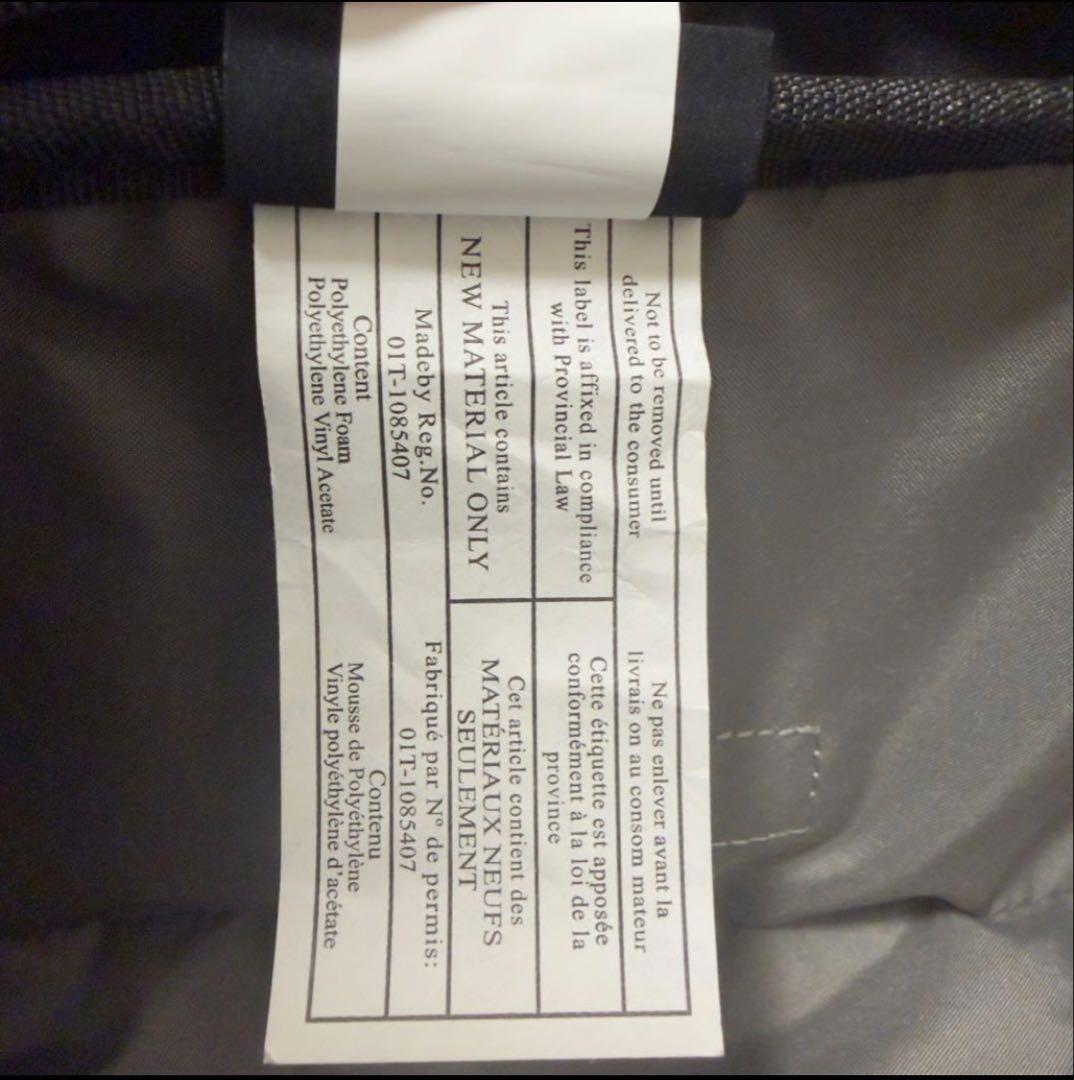 Not to be removed until
delivered to the consumer
Ne pas enlever avant la
livrais on au consom mateur
This label is affixed in compliance
with Provincial Law
Cette étiquette est apposée
conformément à la loi de la
province
This article contains
NEW MATERIAL ONLY
Cet article contient des
MATÉRIAUX NEUFS
SEULEMENT
Madeby Reg.No.
01T-1085407
Fabriqué par Nº de permis:
01T-1085407
Content
Polyethylene Foam
Polyethylene Vinyl Acetate
Contenu
Mousse de Polyéthylène
Vinyle polyéthylène d'acétate